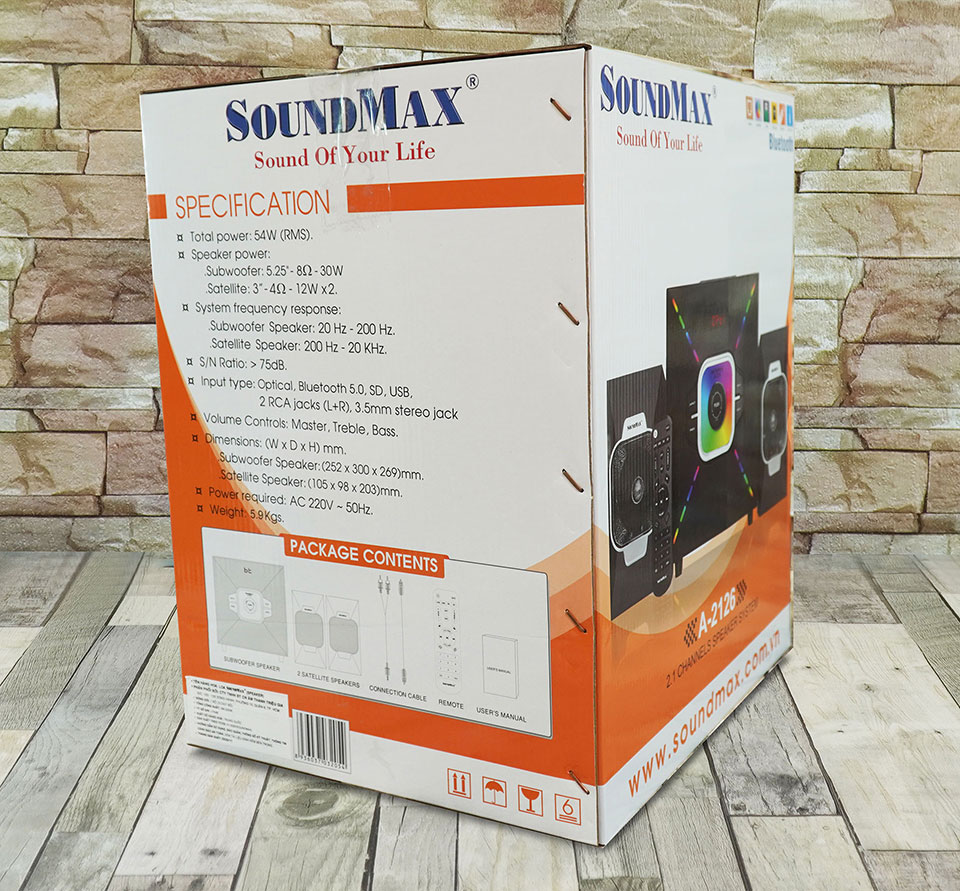 SOUNDMAX®
Sound Of Your Life
SPECIFICATION
¤ Total power: 54W (RMS).
¤ Speaker power:
.Subwoofer: 5.25" - 8Ω - 30W
.Satellite: 3" - 4Ω - 12W x2.
¤ System frequency response:
.Subwoofer Speaker: 20 Hz - 200 Hz.
.Satellite Speaker: 200 Hz - 20 KHz.
¤ S/N Ratio: > 75dB.
¤ Input type: Optical, Bluetooth 5.0, SD, USB,
2 RCA jacks (L+R), 3.5mm stereo jack
¤ Volume Controls: Master, Treble, Bass.
¤ Dimensions: (W x D x H) mm.
.Subwoofer Speaker: (252 x 300 x 269)mm.
.Satellite Speaker: (105 x 98 x 203)mm.
¤ Power required: AC 220V ~ 50Hz.
¤ Weight: 5.9Kgs.
PACKAGE CONTENTS
bt
USER'S MANUAL
SUBWOOFER SPEAKER
2 SATELLITE SPEAKERS
CONNECTION CABLE
REMOTE
USER'S MANUAL
6
SOUNDMAX®
Sound Of Your Life
Bluetooth
SoundMax
A-2126
2.1 CHANNELS SPEAKER SYSTEM
www.soundmax.com.vn